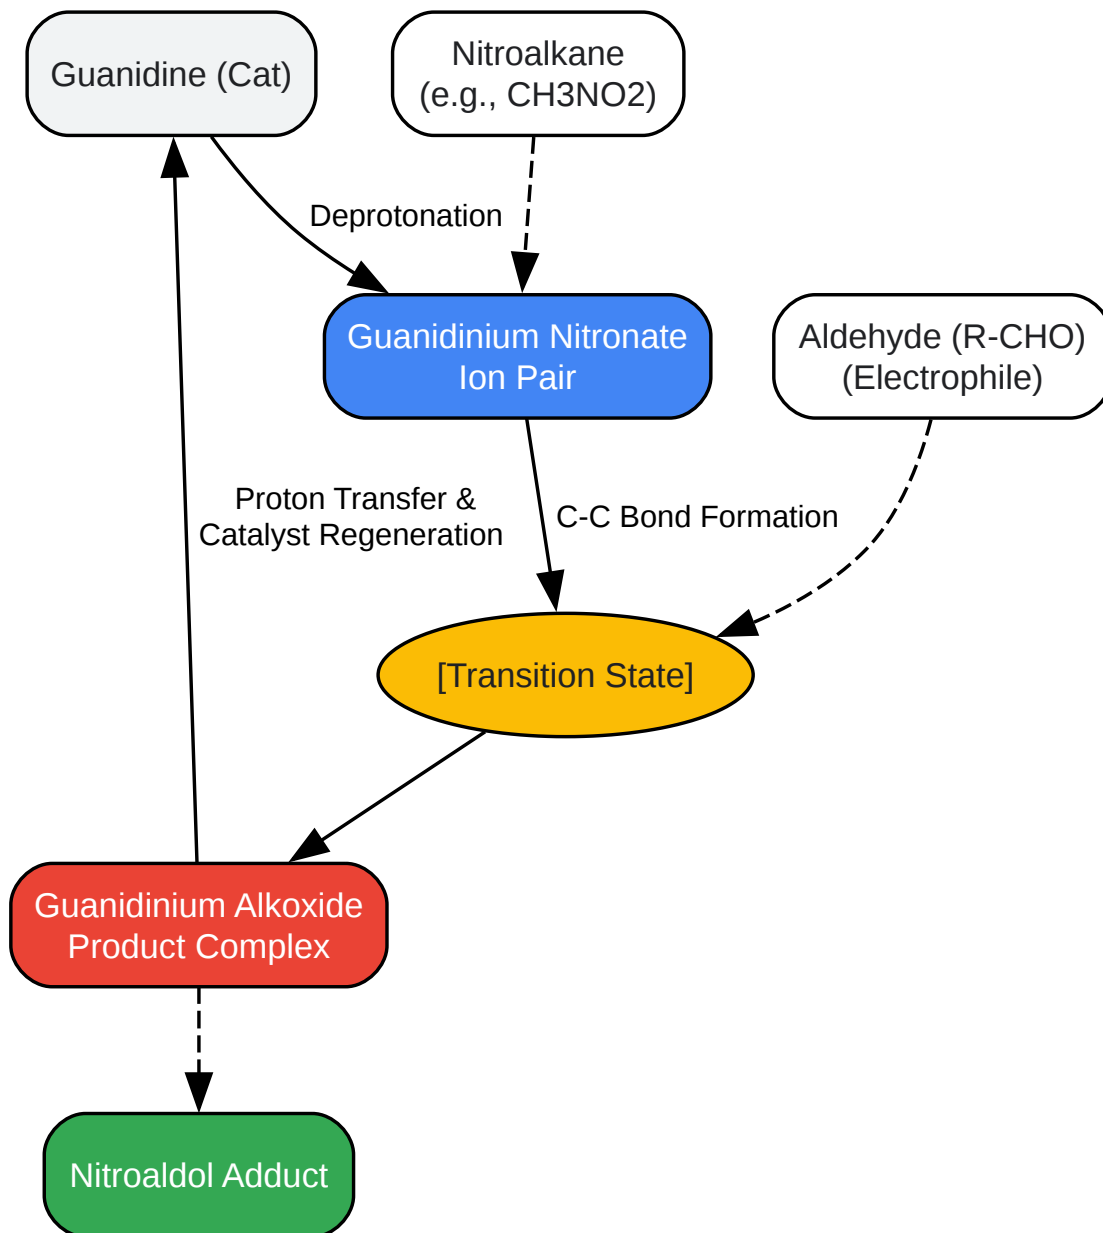 Guanidine (Cat)
Nitroalkane
(e.g., CH3NO2)
Deprotonation
Guanidinium Nitronate
Ion Pair
Aldehyde (R-CHO)
(Electrophile)
Proton Transfer &
Catalyst Regeneration
C-C Bond Formation
[Transition State]
Guanidinium Alkoxide
Product Complex
Nitroaldol Adduct